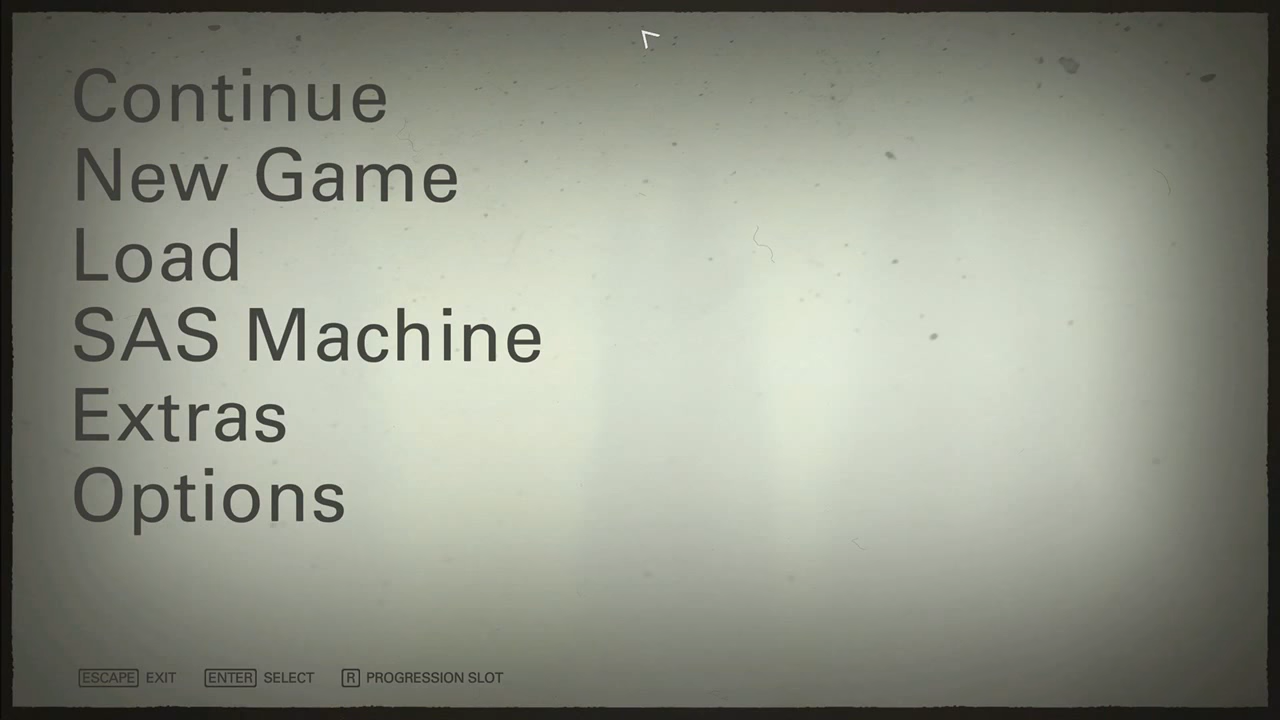 Continue
New Game
Load
SAS Machine
Extras
Options
ESCAPE EXIT ENTER SELECT R PROGRESSION SLOT